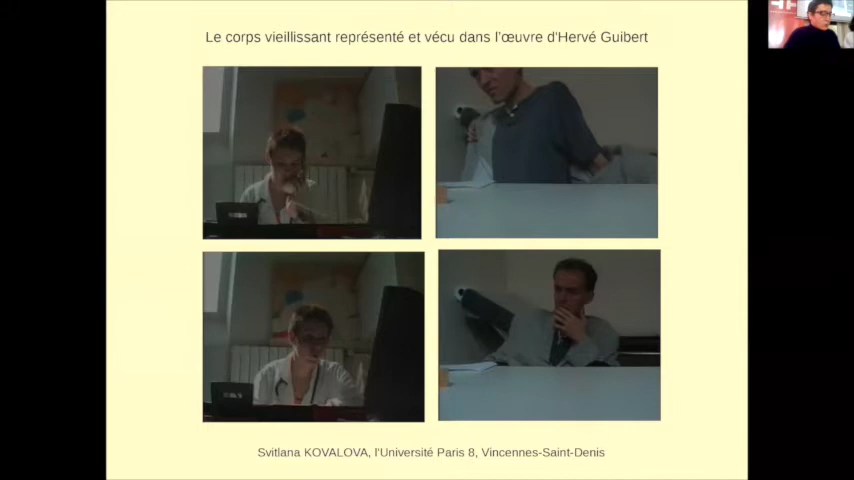 Le corps vieillissant représenté et vécu dans l'œuvre d'Hervé Guibert
Svitlana KOVALOVA, l'Université Paris 8, Vincennes-Saint-Denis